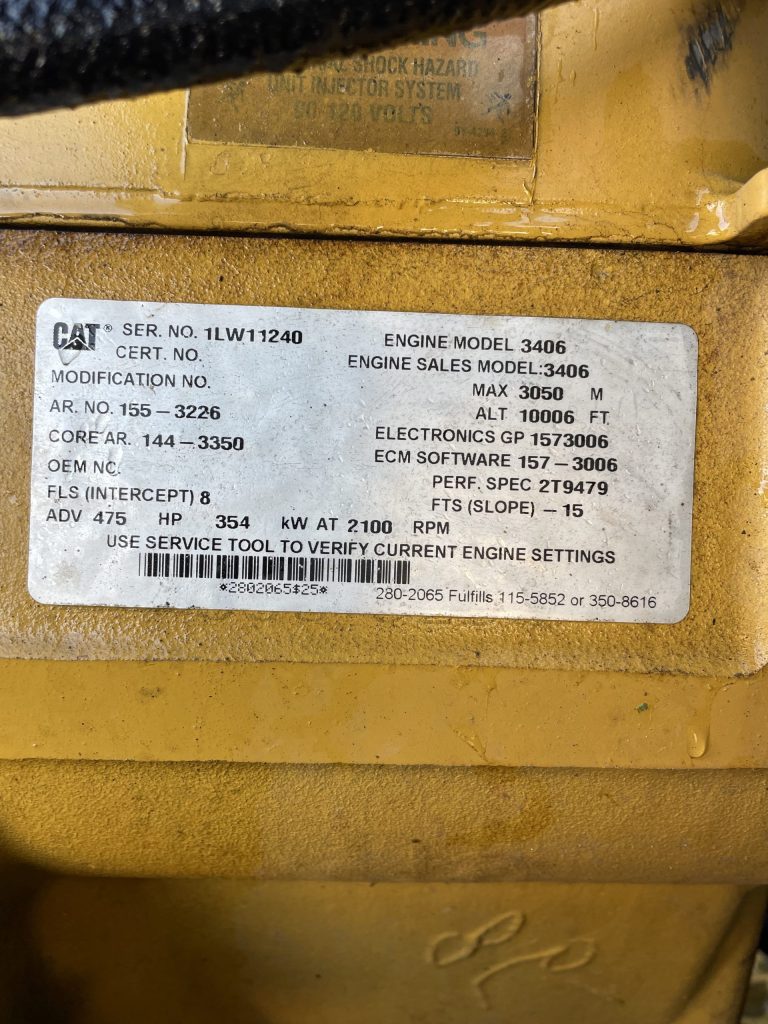 SHOCK HAZARD
UNIT INJECTOR SYSTEM
90-120 VOLTS
CAT® SER. NO. 1LW11240
ENGINE MODEL 3406
CERT. NO.
ENGINE SALES MODEL:3406
MODIFICATION NO.
MAX 3050 M
AR. NO. 155-3226
ALT 10006 FT.
CORE AR. 144-3350
ELECTRONICS GP 1573006
OEM NO.
ECM SOFTWARE 157-3006
PERF. SPEC 2T9479
FLS (INTERCEPT) 8
FTS (SLOPE) -15
ADV 475 HP 354 kW AT 2100 RPM
USE SERVICE TOOL TO VERIFY CURRENT ENGINE SETTINGS
*2802065$25*
280-2065 Fulfills 115-5852 or 350-8616